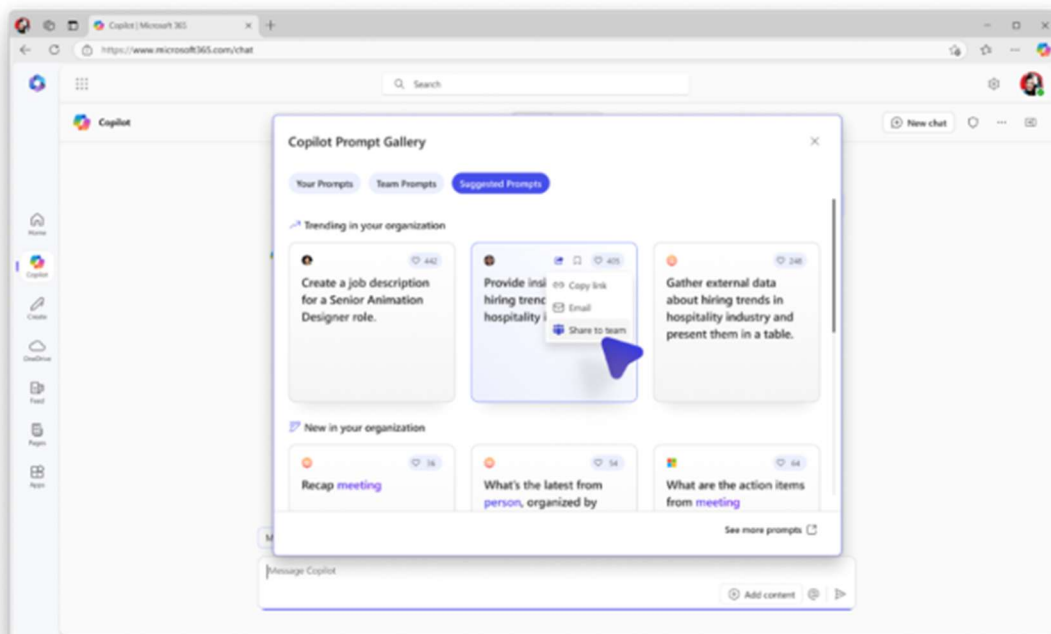 Copilot | Microsoft 365
https://www.microsoft365.com/chat
Search
Copilot
New chat
Home
Copilot
Create
OneDrive
Feed
Pages
Apps
Copilot Prompt Gallery
Your Prompts
Team Prompts
Suggested Prompts
Trending in your organization
442
Create a job description
for a Senior Animation
Designer role.
405
Provide insi
hiring trenc
hospitality i
Copy link
Email
Share to team
248
Gather external data
about hiring trends in
hospitality industry and
present them in a table.
New in your organization
Recap meeting
54
What's the latest from
person, organized by
64
What are the action items
from meeting
See more prompts
M
Message Copilot
Add content